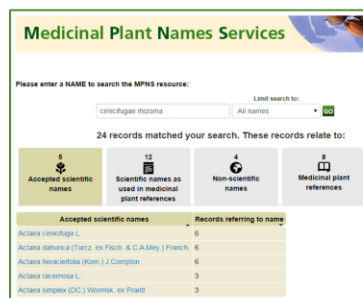 Medicinal Plant Names Services
Please enter a NAME to search the MPNS resource:
Limit search to:
cimicifugae rhizoma
All names
GO
24 records matched your search. These records relate to:
5
Accepted scientific names
12
Scientific names as used in medicinal plant references
4
Non-scientific names
8
Medicinal plant references
Accepted scientific names Records referring to name
Actaea cimicifuga L. 6
Actaea dahurica (Turcz. ex Fisch. & C.A.Mey.) Franch. 6
Actaea heracleifolia (Kom.) J.Compton 6
Actaea racemosa L. 3
Actaea simplex (DC.) Wormsk. ex Prantl 3